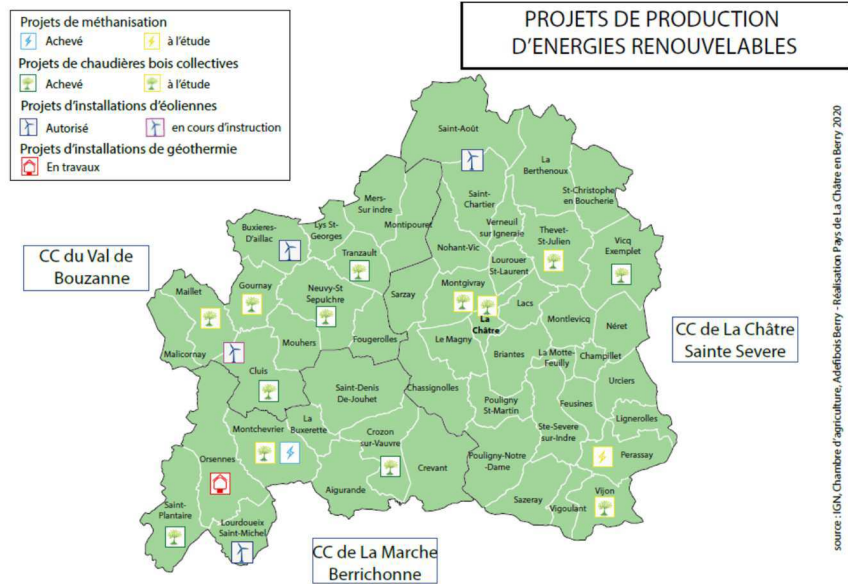 PROJETS DE PRODUCTION
D'ENERGIES RENOUVELABLES
Projets de méthanisation
Achevé
à l'étude
Projets de chaudières bois collectives
Achevé
à l'étude
Projets d'installations d'éoliennes
Autorisé
en cours d'instruction
Projets d'installations de géothermie
En travaux
Saint-Août
La
Berthenoux
St-Christophe
en Boucherie
Saint-
Chartier
Mers-
Sur indre
Montipouret
Lys St-
Georges
Buxieres-
D'aillac
Verneuil
sur Igneraie
Thevet-
St-Julien
Vicq
Exemplet
Nohant-Vic
Tranzault
Lourouer
St-Laurent
CC du Val de
Bouzanne
Maillet
Gournay
Neuvy-St
Sepulchre
Sarzay
Montgivray
La
Châtre
Lacs
Montlevicq
Néret
CC de La Châtre
Sainte Severe
Malicornay
Mouhers
Fougerolles
Le Magny
Briantes
La Motte-
Feuilly
Champillet
Urciers
Cluis
Saint-Denis
De-Jouhet
Chassignolles
Pouligny
St-Martin
Feusines
Lignerolles
Montchevrier
La
Buxerette
Crozon
sur-Vauvre
Ste-Severe
sur-Indre
Orsennes
Crevant
Pouligny-Notre
-Dame
Perassay
Aigurande
Sazeray
Vigoulant
Vijon
Saint-
Plantaire
Lourdoueix
Saint-Michel
CC de La Marche
Berrichonne
source : IGN, Chambre d'agriculture, Adefibois Berry - Réalisation Pays de La Châtre en Berry 2020